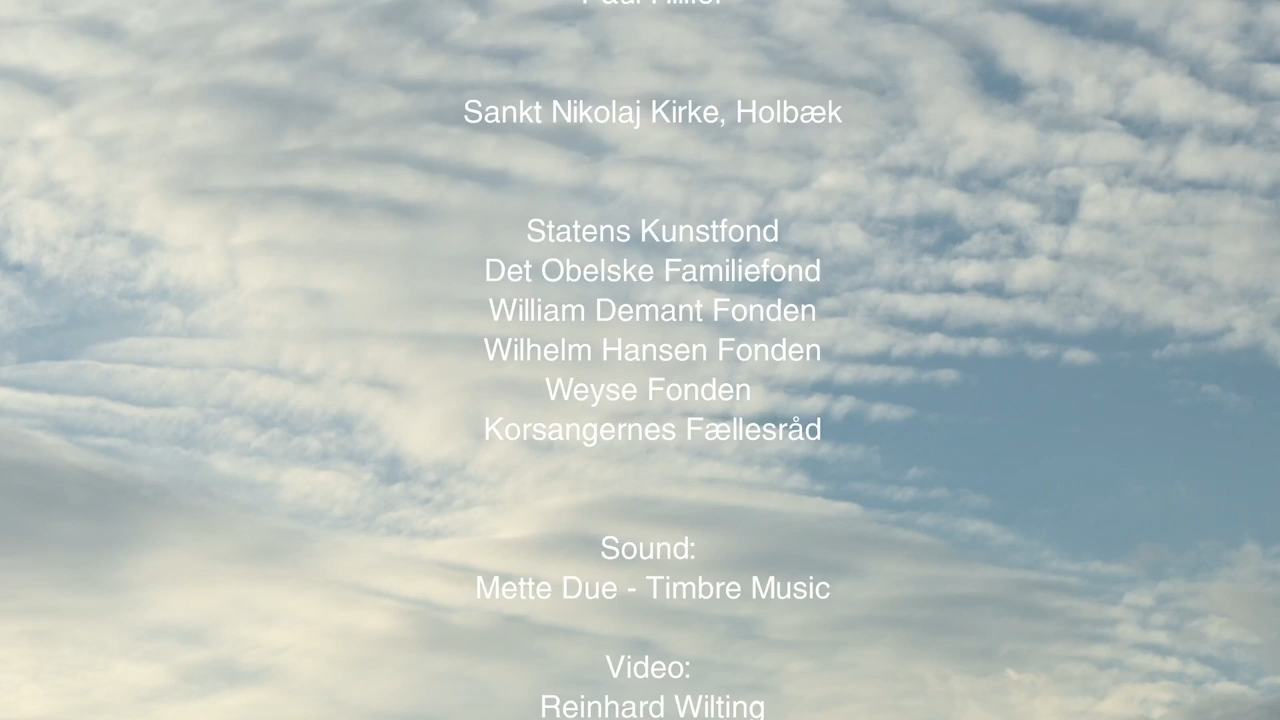 Sankt Nikolaj Kirke, Holbæk
Statens Kunstfond
Det Obelske Familiefond
William Demant Fonden
Wilhelm Hansen Fonden
Weyse Fonden
Korsangernes Fællesråd
Sound:
Mette Due - Timbre Music
Video:
Reinhard Wilting